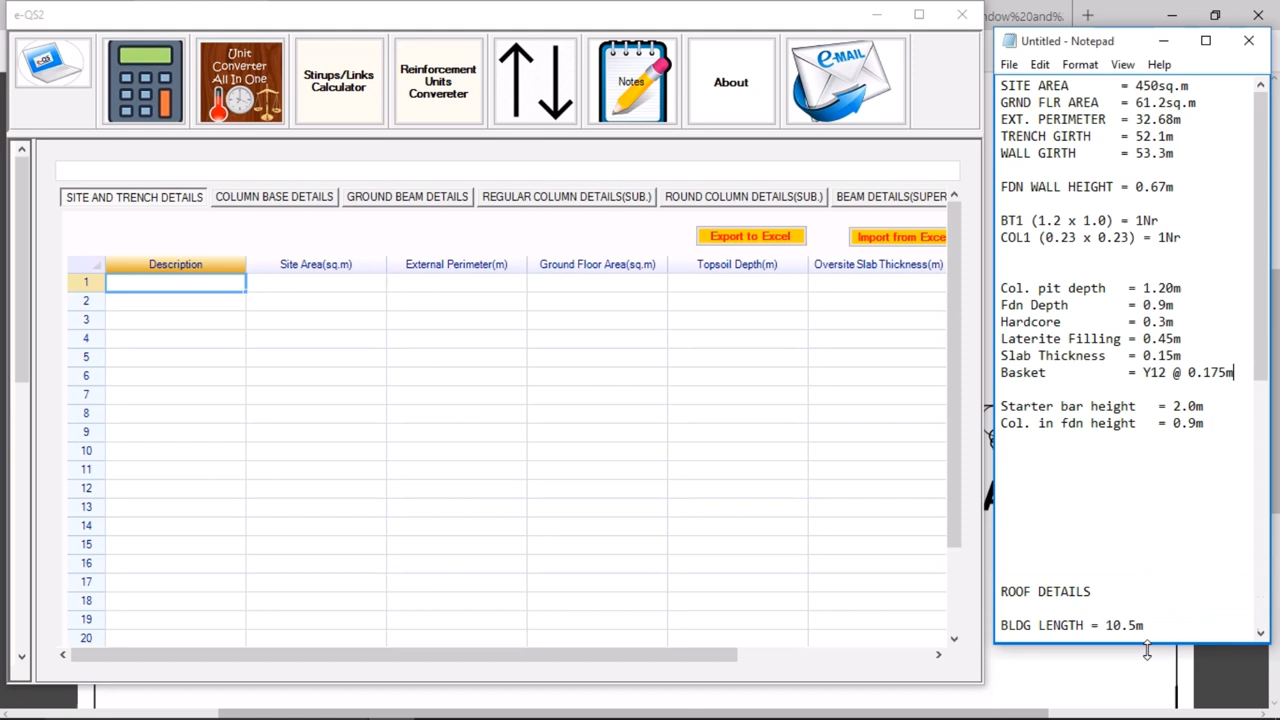 e-QS2
ndow%20and%.
e-QS
Unit
Converter
All In One
Stirups/Links
Calculator
Reinforcement
Units
Convereter
Notes
About
e-MAIL
SITE AND TRENCH DETAILS
COLUMN BASE DETAILS
GROUND BEAM DETAILS
REGULAR COLUMN DETAILS(SUB.)
ROUND COLUMN DETAILS(SUB.)
BEAM DETAILS(SUPER
Export to Excel
Import from Exce
Description Site Area(sq.m) External Perimeter(m) Ground Floor Area(sq.m) Topsoil Depth(m) Oversite Slab Thickness(m)
1
2
3
4
5
6
7
8
9
10
11
12
13
14
15
16
17
18
19
20
Untitled - Notepad
File Edit Format View Help
SITE AREA = 450sq.m
GRND FLR AREA = 61.2sq.m
EXT. PERIMETER = 32.68m
TRENCH GIRTH = 52.1m
WALL GIRTH = 53.3m
FDN WALL HEIGHT = 0.67m
BT1 (1.2 x 1.0) = 1Nr
COL1 (0.23 x 0.23) = 1Nr
Col. pit depth = 1.20m
Fdn Depth = 0.9m
Hardcore = 0.3m
Laterite Filling = 0.45m
Slab Thickness = 0.15m
Basket = Y12 @ 0.175m
Starter bar height = 2.0m
Col. in fdn height = 0.9m
ROOF DETAILS
BLDG LENGTH = 10.5m